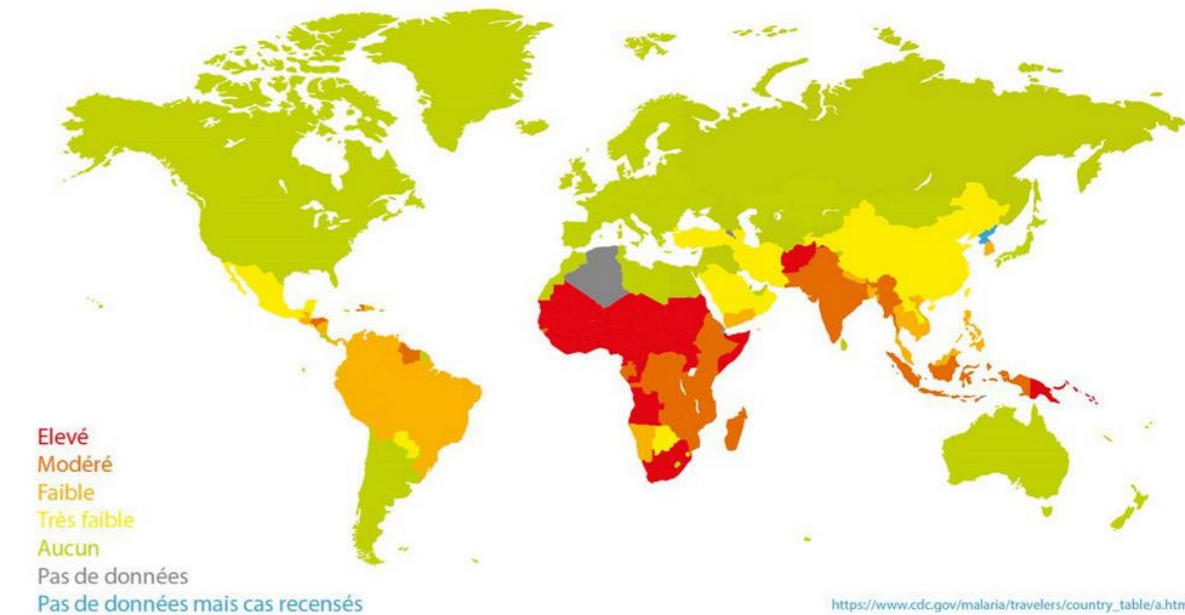 Elevé
Modéré
Faible
Très faible
Aucun
Pas de données
Pas de données mais cas recensés
https://www.cdc.gov/malaria/travelers/country_table/a.htm